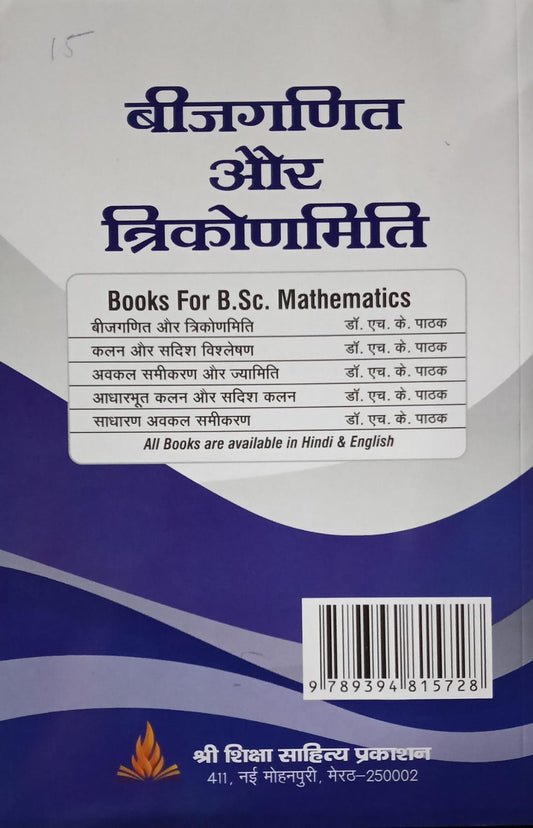 15
बीजगणित
और
त्रिकोणमिति
Books For B.Sc. Mathematics
बीजगणित और त्रिकोणमिति डॉ. एच. के. पाठक
कलन और सदिश विश्लेषण डॉ. एच. के. पाठक
अवकल समीकरण और ज्यामिति डॉ. एच. के. पाठक
आधारभूत कलन और सदिश कलन डॉ. एच. के. पाठक
साधारण अवकल समीकरण डॉ. एच. के. पाठक
All Books are available in Hindi & English
9 789394 815728
श्री शिक्षा साहित्य प्रकाशन
411, नई मोहनपुरी, मेरठ–250002